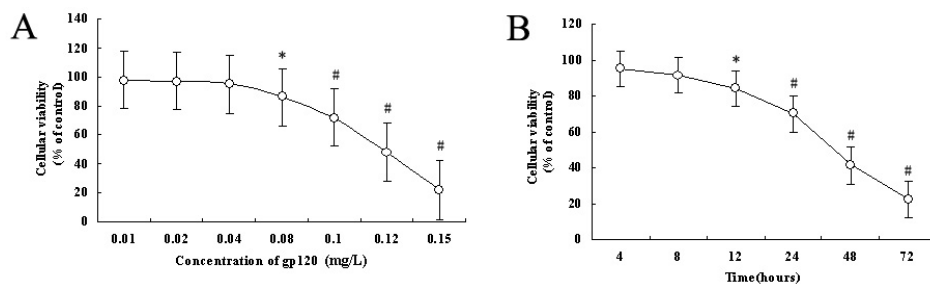 A
140
120
100
80
60
40
20
0
Cellular viability
(% of control)
*
#
#
#
0.01 0.02 0.04 0.08 0.1 0.12 0.15
Concentration of gp120 (mg/L)
B
120
100
80
60
40
20
0
Cellular viability
(% of control)
*
#
#
#
4 8 12 24 48 72
Time(hours)